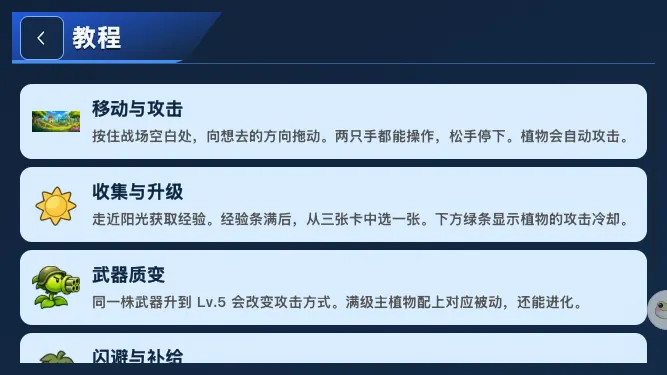 教程
移动与攻击
按住战场空白处，向想去的方向拖动。两只手都能操作，松手停下。植物会自动攻击。
收集与升级
走近阳光获取经验。经验条满后，从三张卡中选一张。下方绿条显示植物的攻击冷却。
武器质变
同一株武器升到 Lv.5 会改变攻击方式。满级主植物配上对应被动，还能进化。
闪避与补给